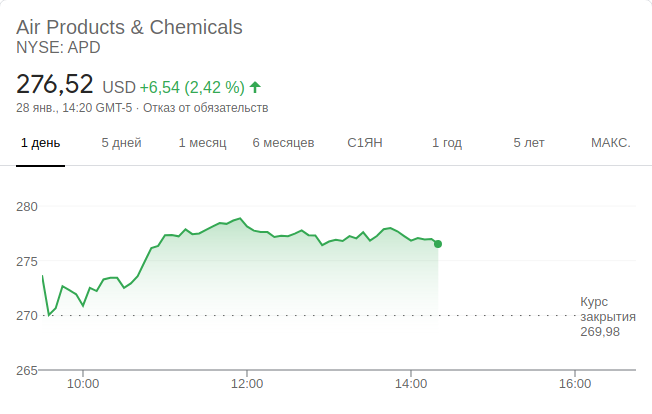 Air Products & Chemicals
NYSE: APD
276,52 USD +6,54 (2,42 %)
28 янв., 14:20 GMT-5 · Отказ от обязательств
1 день 5 дней 1 месяц 6 месяцев С1ЯН 1 год 5 лет МАКС.
280
275
270
Курс
закрытия
269,98
265
10:00 12:00 14:00 16:00